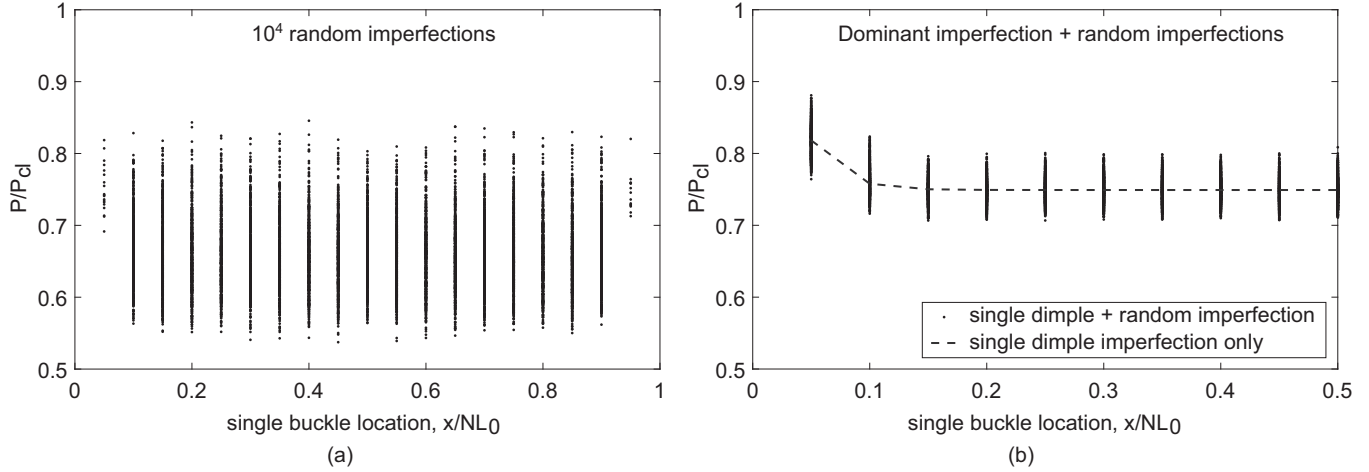 10⁴ random imperfections
1
0.9
0.8
0.7
0.6
0.5
P/Pcl
0 0.2 0.4 0.6 0.8 1
single buckle location, x/NL0
(a)
Dominant imperfection + random imperfections
1
0.9
0.8
0.7
0.6
0.5
P/Pcl
single dimple + random imperfection
single dimple imperfection only
0 0.1 0.2 0.3 0.4 0.5
single buckle location, x/NL0
(b)